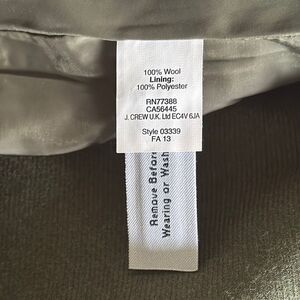 100% Wool
Lining:
100% Polyester
RN77388
CA56445
J. CREW U.K. Ltd EC4V 6JA
Style 03339
FA 13
Remove Before
Wearing or Wash